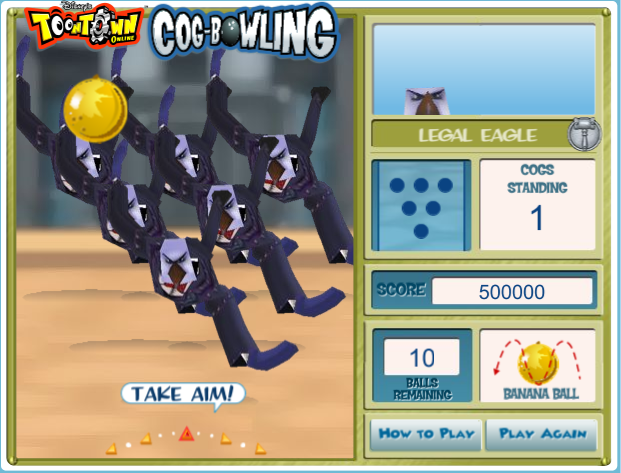 Disney's
TOONTOWN
ONLINE
COG-BOWLING
LEGAL EAGLE
COGS
STANDING
1
SCORE 500000
10
BALLS
REMAINING
BANANA BALL
TAKE AIM!
HOW TO PLAY
PLAY AGAIN